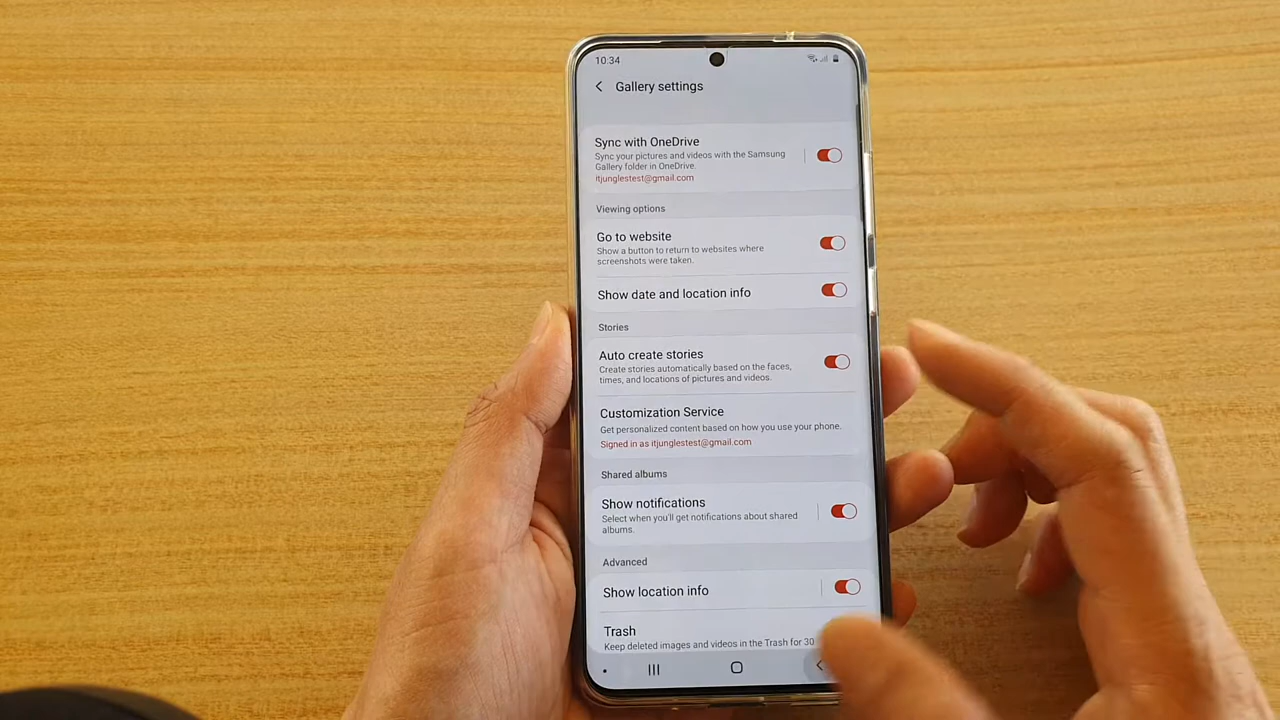 10.34
Gallery settings
Sync with OneDrive
Sync your pictures and videos with the Samsung
Gallery folder in OneDrive.
itjunglestest@gmail.com
Viewing options
Go to website
Show a button to return to websites where
screenshots were taken.
Show date and location info
Stories
Auto create stories
Create stories automatically based on the faces,
times, and locations of pictures and videos.
Customization Service
Get personalized content based on how you use your phone.
Signed in as itjunglestest@gmail.com
Shared albums
Show notifications
Select when you'll get notifications about shared
albums.
Advanced
Show location info
Trash
Keep deleted images and videos in the Trash for 30